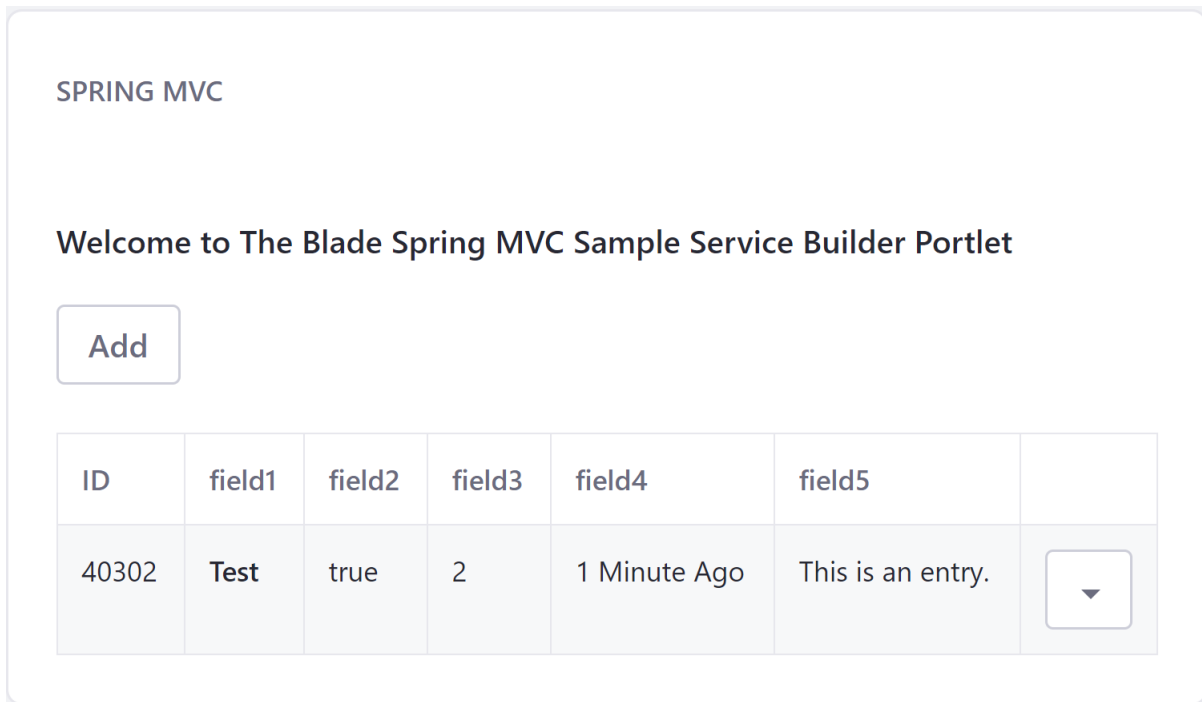 SPRING MVC
Welcome to The Blade Spring MVC Sample Service Builder Portlet
Add
ID field1 field2 field3 field4 field5
40302 Test true 2 1 Minute Ago This is an entry.